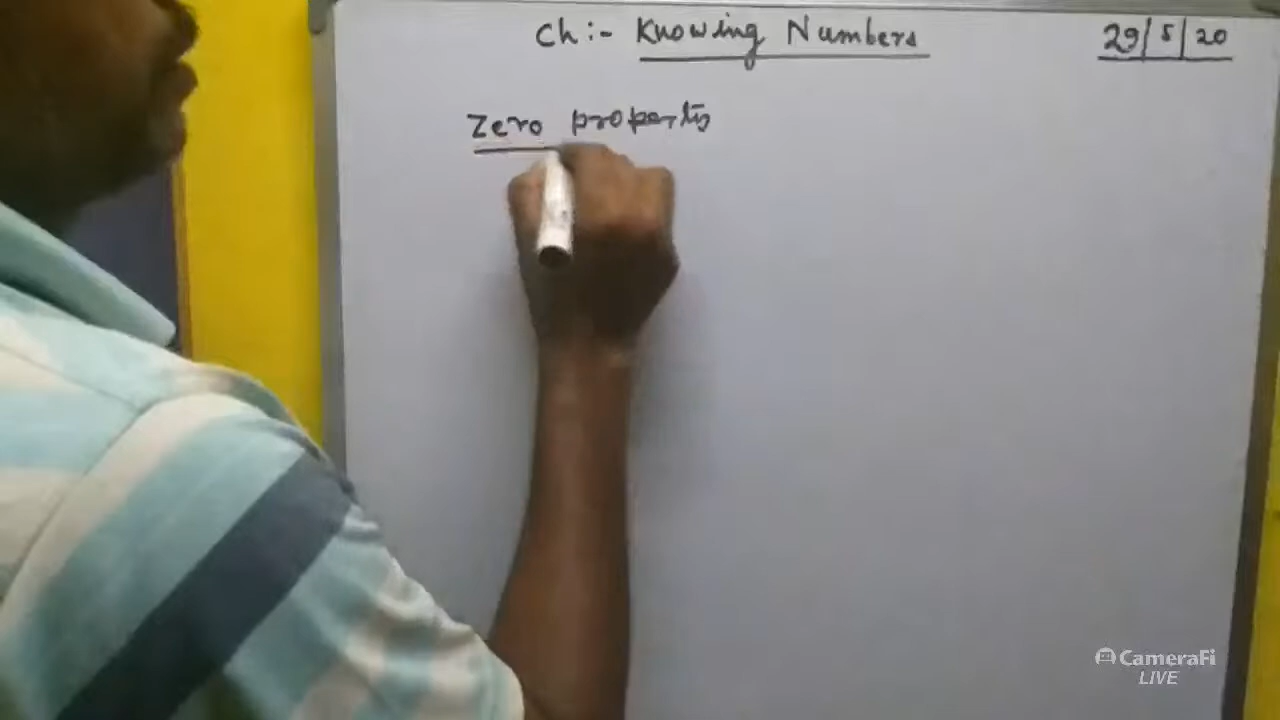 Ch :- Knowing Numbers
29/5/20
Zero property
CameraFi
LIVE